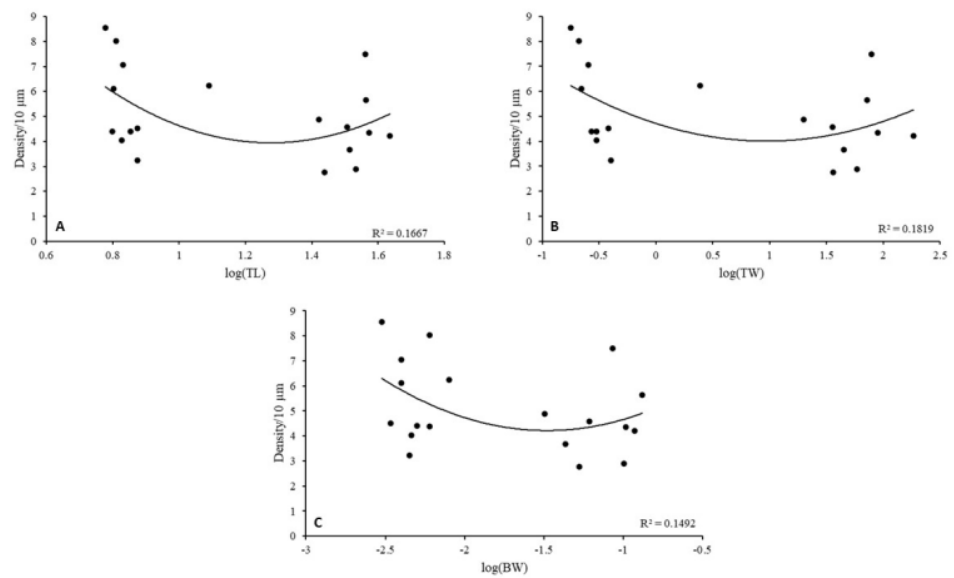 9
8
7
6
5
4
3
2
1
0
Density/10 μm
A
R² = 0.1667
0.6 0.8 1 1.2 1.4 1.6 1.8
log(TL)
9
8
7
6
5
4
3
2
1
0
Density/10 μm
B
R² = 0.1819
-1 -0.5 0 0.5 1 1.5 2 2.5
log(TW)
9
8
7
6
5
4
3
2
1
0
Density/10 μm
C
R² = 0.1492
-3 -2.5 -2 -1.5 -1 -0.5
log(BW)